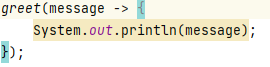 greet(message -> {
    System.out.println(message);
});